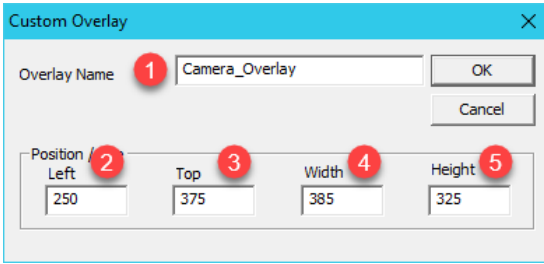 Custom Overlay
Overlay Name 1 Camera_Overlay OK
Cancel
Position /
Left 2 Top 3 Width 4 Height 5
250 375 385 325